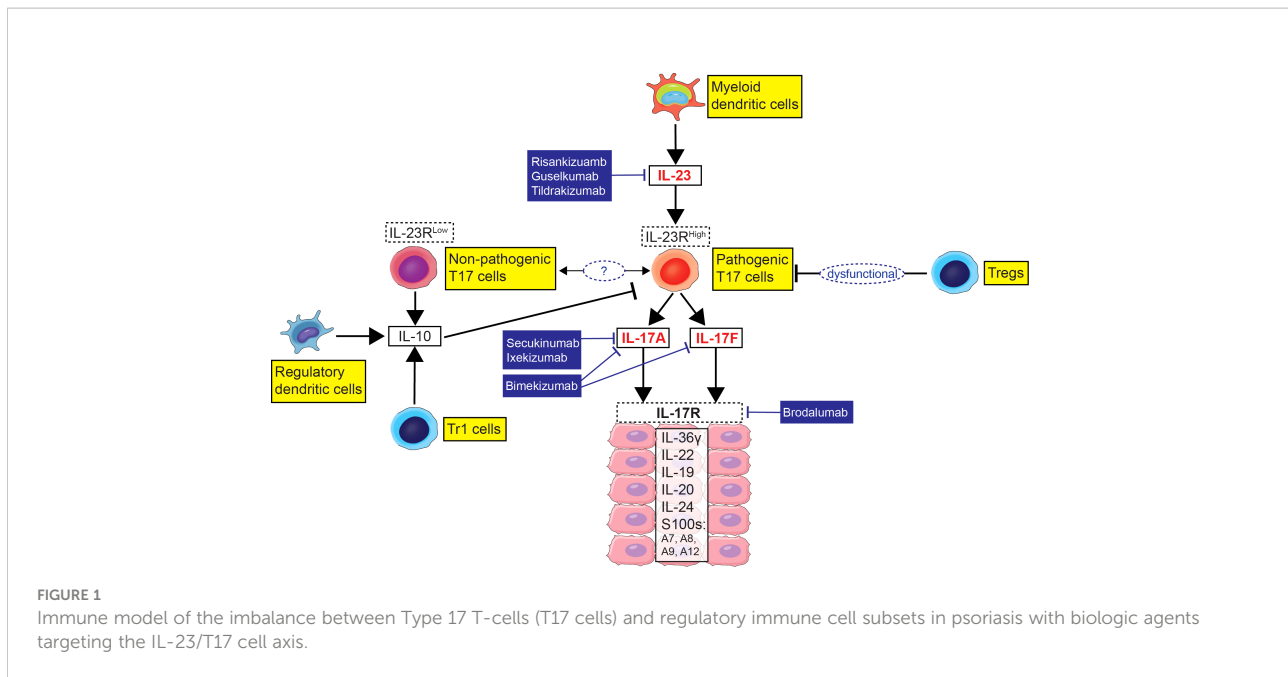 Myeloid
dendritic cells
Risankizuamb
Guselkumab
Tildrakizumab
IL-23
IL-23RLow
IL-23RHigh
Non-pathogenic
T17 cells
?
Pathogenic
T17 cells
dysfunctional
Tregs
IL-10
Regulatory
dendritic cells
Tr1 cells
Secukinumab
Ixekizumab
Bimekizumab
IL-17A
IL-17F
IL-17R
Brodalumab
IL-36γ
IL-22
IL-19
IL-20
IL-24
S100s:
A7, A8,
A9, A12
FIGURE 1
Immune model of the imbalance between Type 17 T-cells (T17 cells) and regulatory immune cell subsets in psoriasis with biologic agents
targeting the IL-23/T17 cell axis.